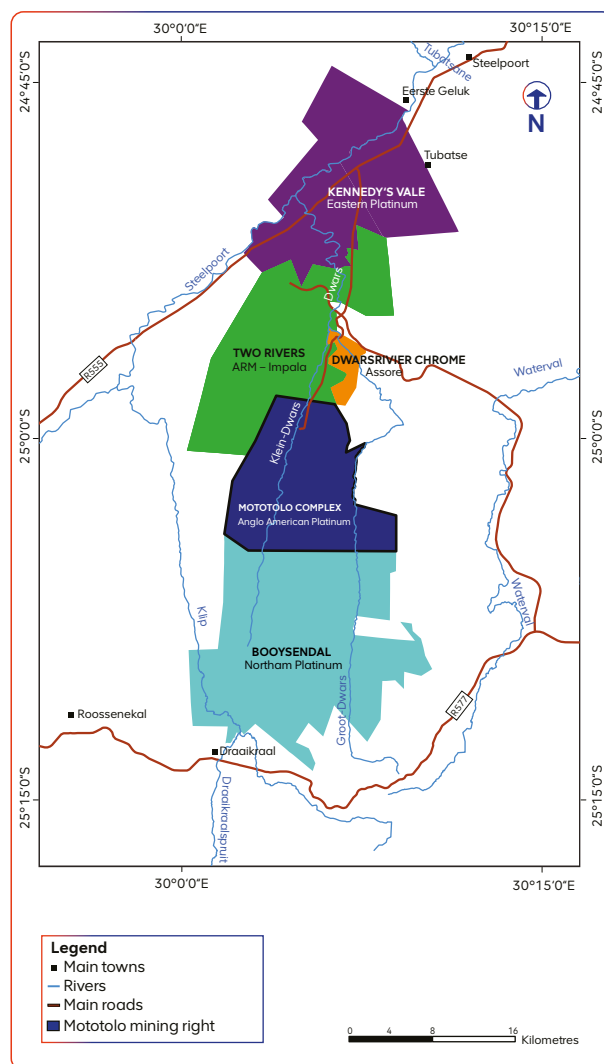 30°0′0″E
30°15′0″E
24°45′0″S
24°45′0″S
Tubatsane
Steelpoort
Eerste Geluk
N
Tubatse
KENNEDY'S VALE
Eastern Platinum
Steelpoort
Dwars
TWO RIVERS
ARM – Impala
DWARSRIVIER CHROME
Assore
R555
Waterval
25°0′0″S
25°0′0″S
Klein-Dwars
MOTOTOLO COMPLEX
Anglo American Platinum
Klip
Waterval
BOOYSENDAL
Northam Platinum
Groot-Dwars
R577
Roossenekal
Draaikraal
Draaikraalspruit
25°15′0″S
25°15′0″S
30°0′0″E
30°15′0″E
Legend
Main towns
Rivers
Main roads
Mototolo mining right
0 4 8 16
Kilometres